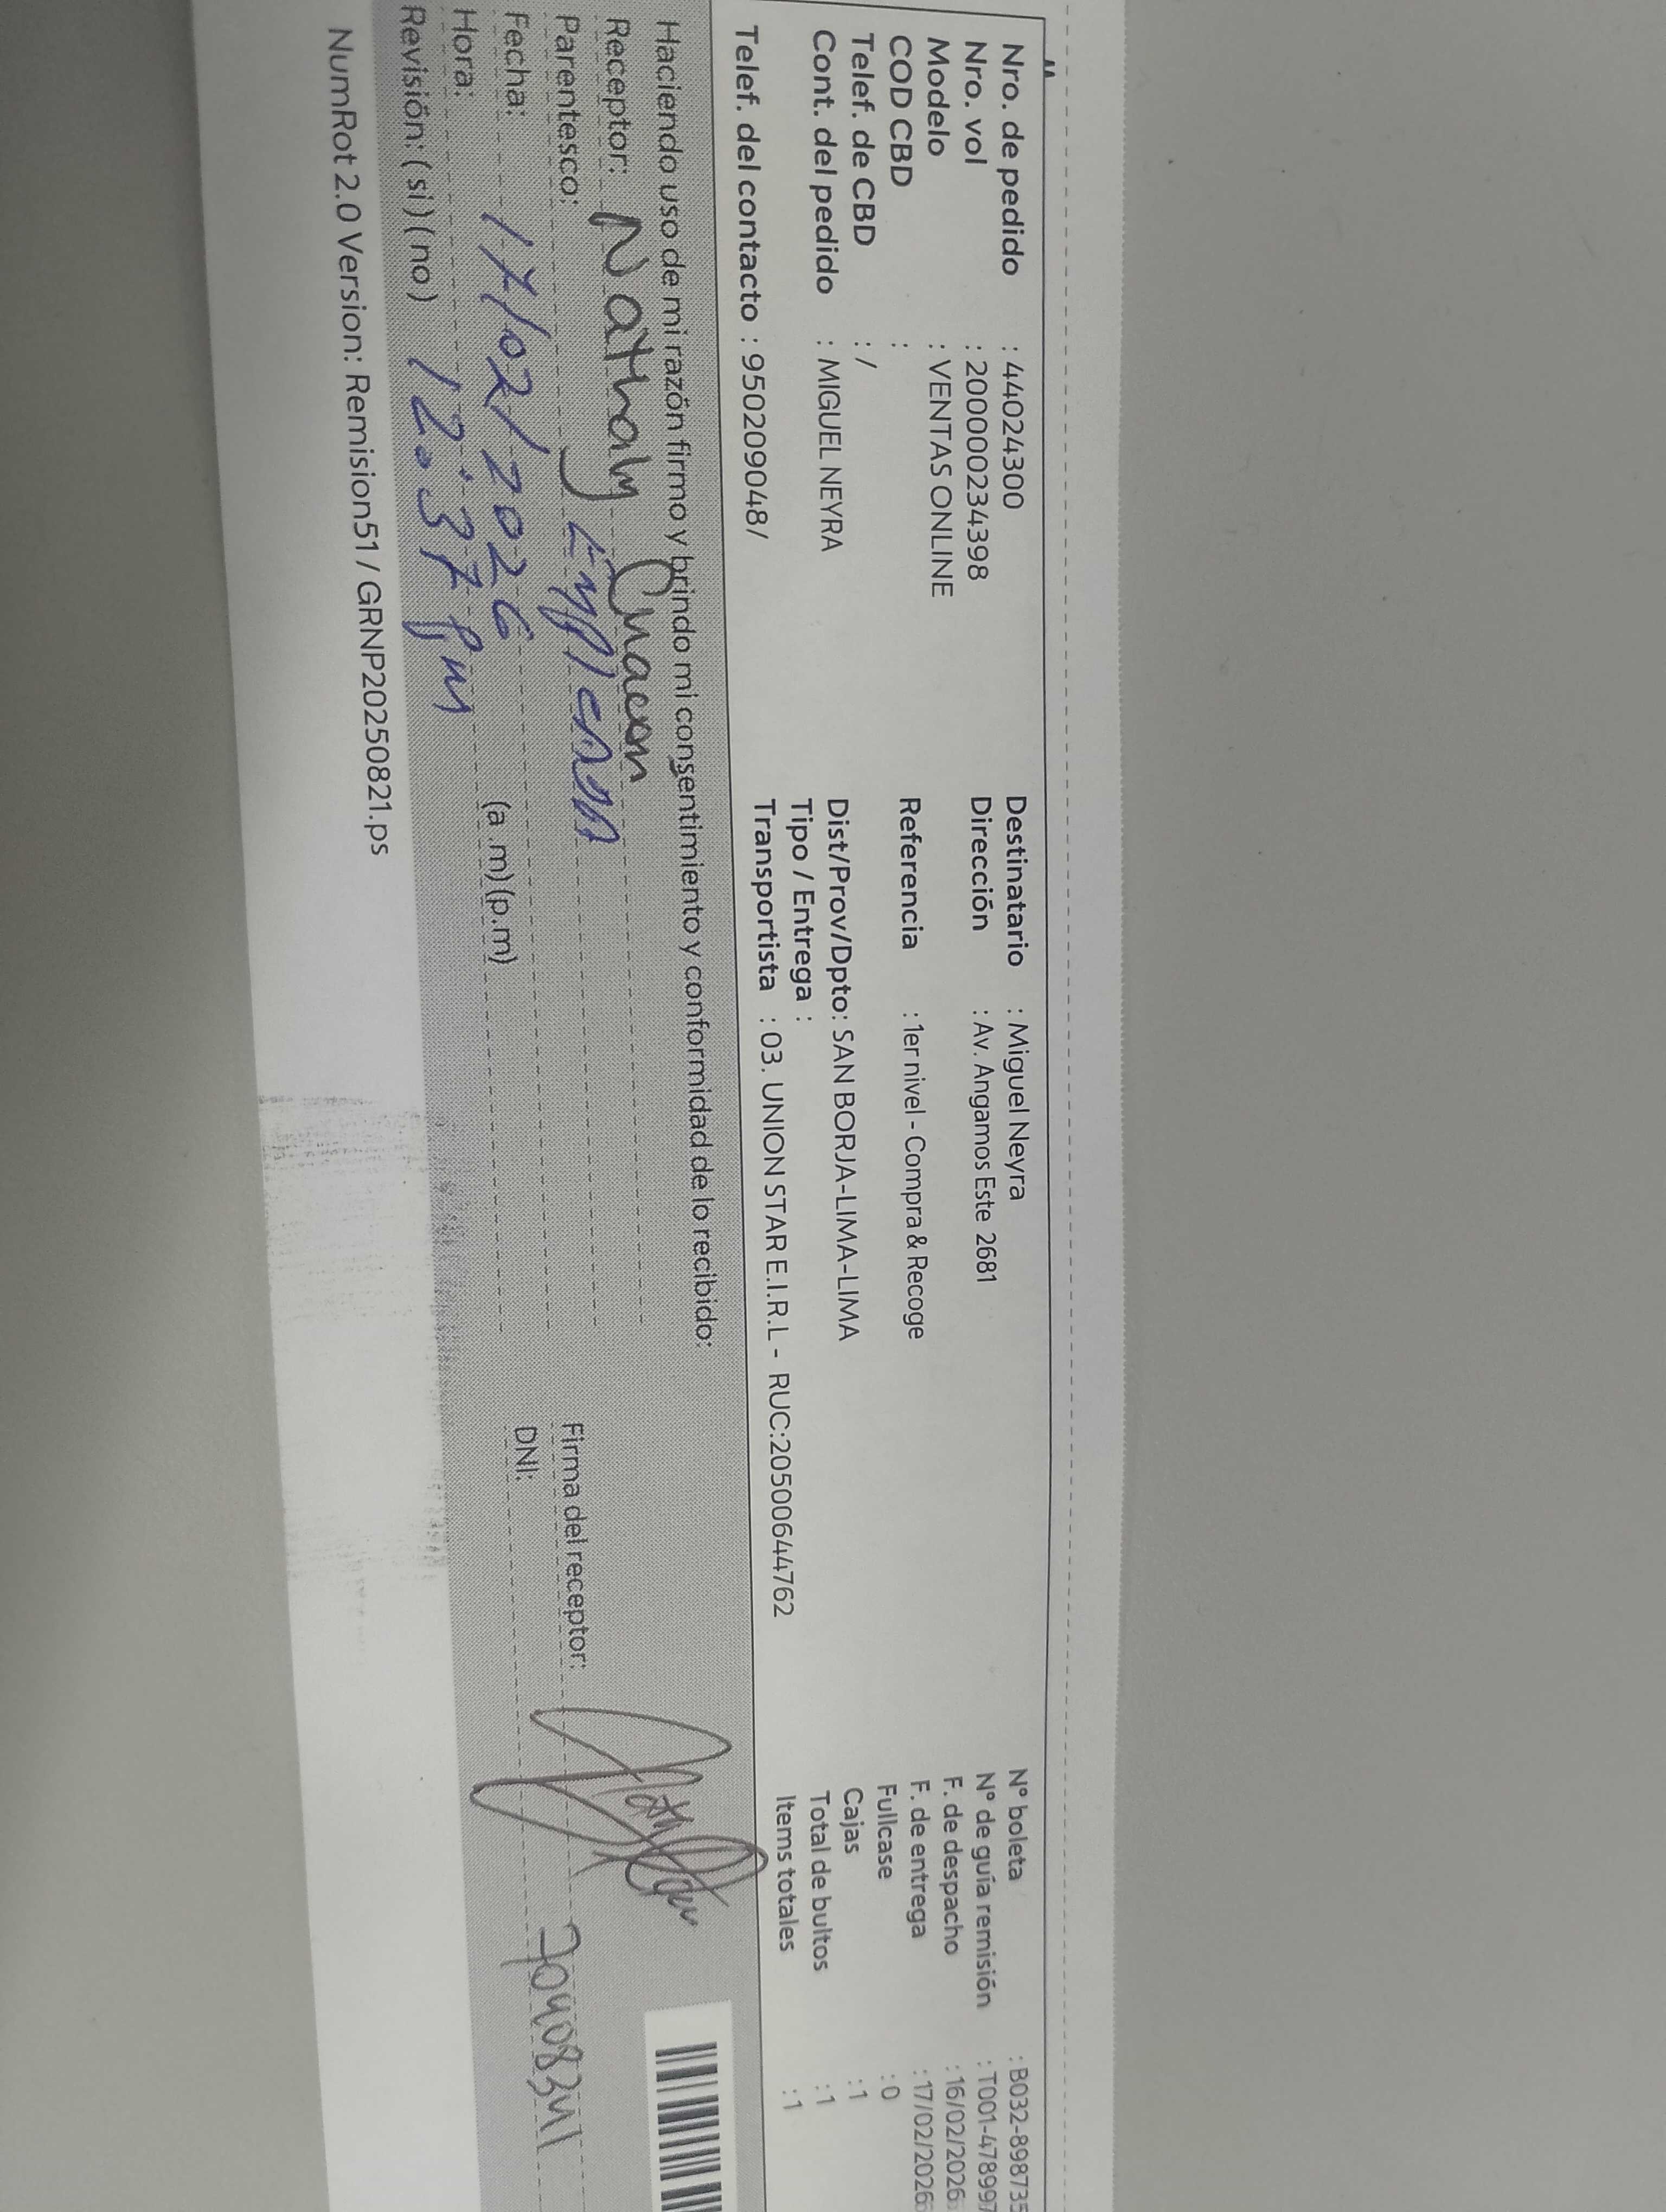 Nro. de pedido : 44024300
Nro. vol : 2000000234398
Modelo : VENTAS ONLINE
COD CBD :
Telef. de CBD : /
Cont. del pedido : MIGUEL NEYRA
Telef. del contacto : 950209048/
Destinatario : Miguel Neyra
Dirección : Av. Angamos Este 2681
Referencia : 1er nivel - Compra & Recoge
Dist/Prov/Dpto: SAN BORJA-LIMA-LIMA
Tipo / Entrega :
Transportista : 03. UNION STAR E.I.R.L - RUC:20500644762
N° boleta : B032-898735
N° de guía remisión : T001-478997
F. de despacho : 16/02/2026
F. de entrega : 17/02/2026
Fullcase : 0
Cajas : 1
Total de bultos : 1
Items totales : 1
Haciendo uso de mi razón firmo y brindo mi consentimiento y conformidad de lo recibido:
Receptor: Nathaly
Parentesco:
Fecha: 17/02/2026
Hora: 12:37 pm (a.m)(p.m)
Revisión: ( si ) ( no )
Firma del receptor:
DNI:
NumRot 2.0 Version: Remision51 / GRNP20250821.ps